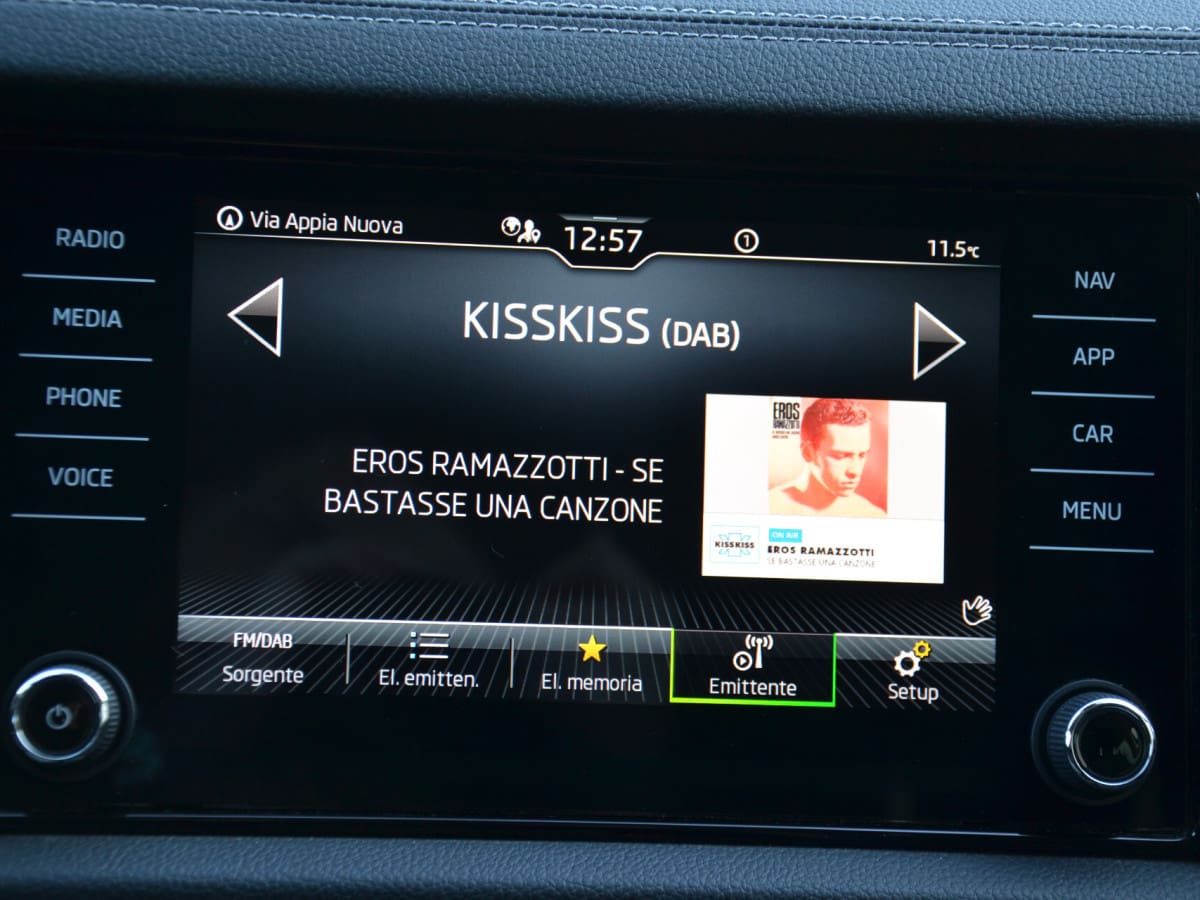 RADIO
MEDIA
PHONE
VOICE
Via Appia Nuova
12:57
1
11.5°C
KISSKISS (DAB)
EROS RAMAZZOTTI - SE
BASTASSE UNA CANZONE
EROS
RAMAZZOTTI
KISSKISS
ON AIR
EROS RAMAZZOTTI
SE BASTASSE UNA CANZONE
FM/DAB
Sorgente
El. emitten.
El. memoria
Emittente
Setup
NAV
APP
CAR
MENU